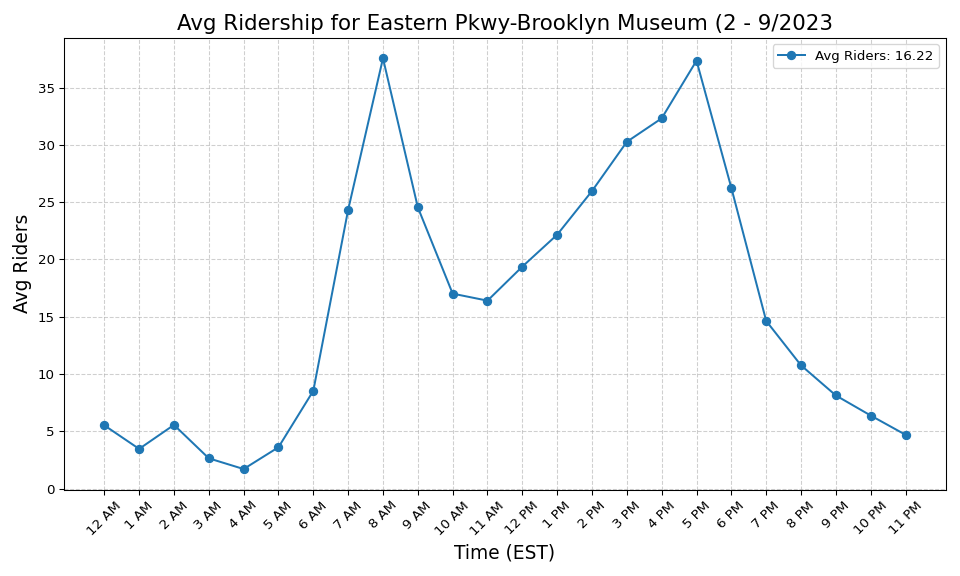 Avg Ridership for Eastern Pkwy-Brooklyn Museum (2 - 9/2023
Avg Riders: 16.22
Avg Riders
35
30
25
20
15
10
5
0
12 AM 1 AM 2 AM 3 AM 4 AM 5 AM 6 AM 7 AM 8 AM 9 AM 10 AM 11 AM 12 PM 1 PM 2 PM 3 PM 4 PM 5 PM 6 PM 7 PM 8 PM 9 PM 10 PM 11 PM
Time (EST)